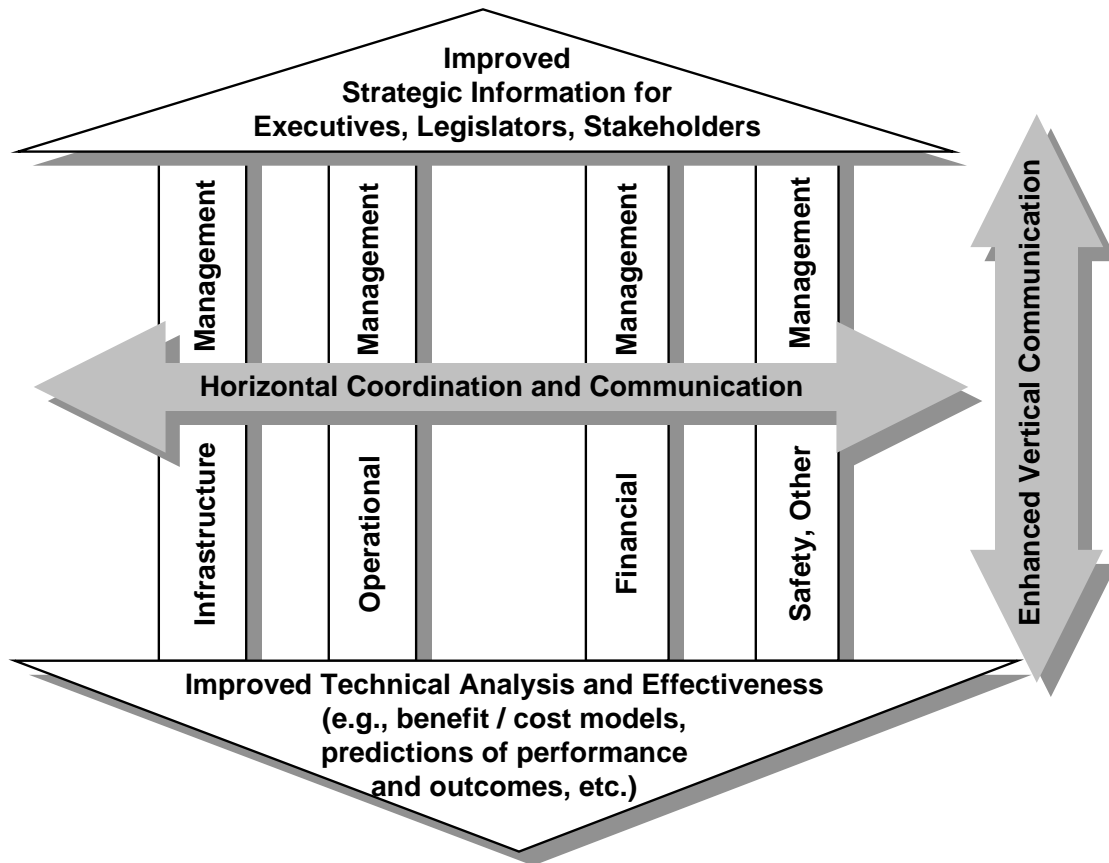 Improved
Strategic Information for
Executives, Legislators, Stakeholders
Infrastructure Management
Operational Management
Financial Management
Safety, Other Management
Horizontal Coordination and Communication
Enhanced Vertical Communication
Improved Technical Analysis and Effectiveness
(e.g., benefit / cost models,
predictions of performance
and outcomes, etc.)